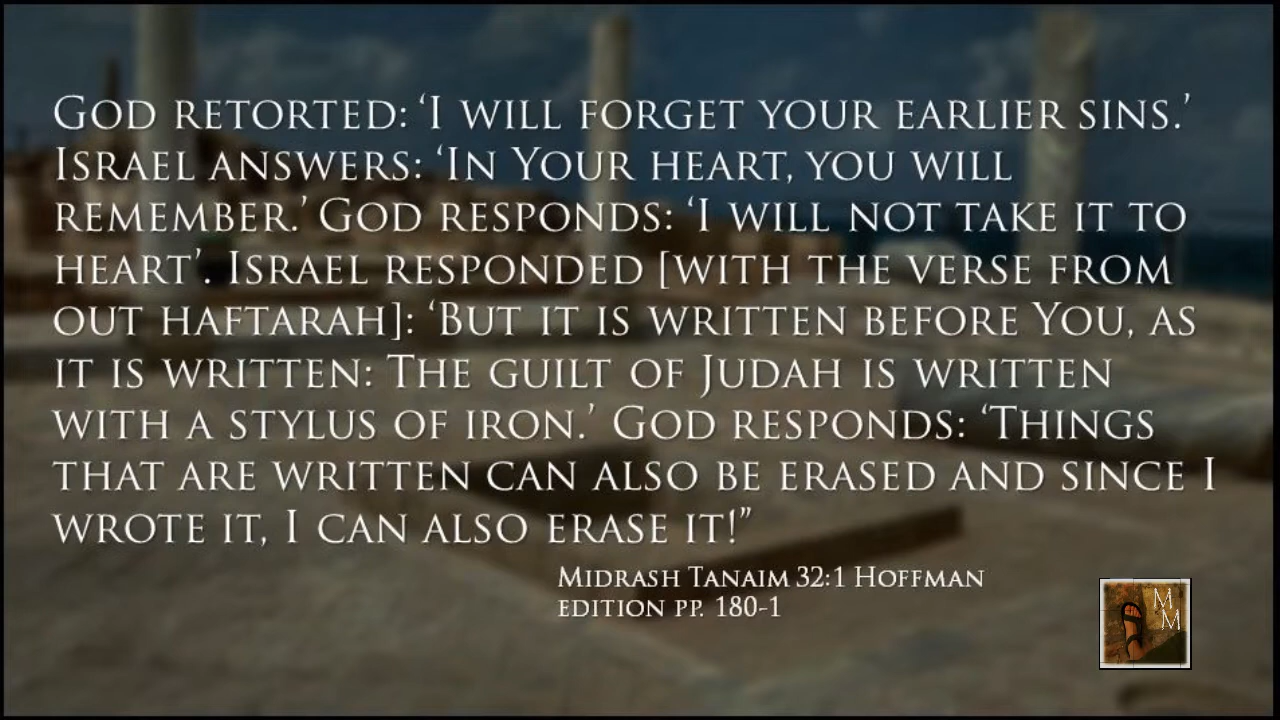 God retorted: ‘I will forget your earlier sins.’
Israel answers: ‘In Your heart, you will
remember.’ God responds: ‘I will not take it to
heart’. Israel responded [with the verse from
out haftarah]: ‘But it is written before You, as
it is written: The guilt of Judah is written
with a stylus of iron.’ God responds: ‘Things
that are written can also be erased and since I
wrote it, I can also erase it!”
Midrash Tanaim 32:1 Hoffman
edition pp. 180-1
M
M